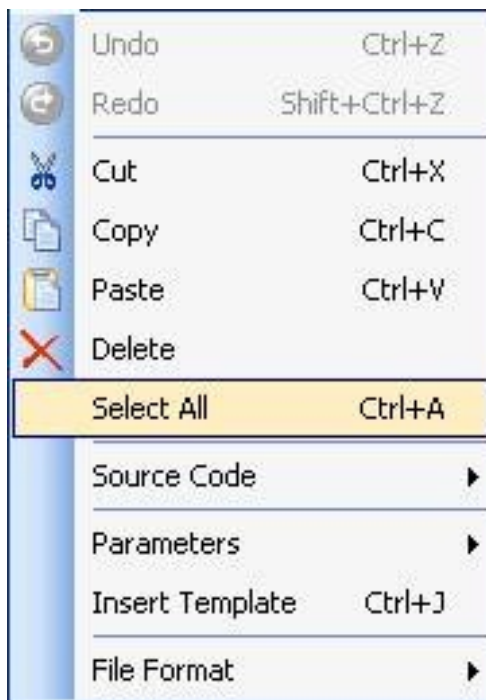 Undo Ctrl+Z
Redo Shift+Ctrl+Z
Cut Ctrl+X
Copy Ctrl+C
Paste Ctrl+V
Delete
Select All Ctrl+A
Source Code
Parameters
Insert Template Ctrl+J
File Format